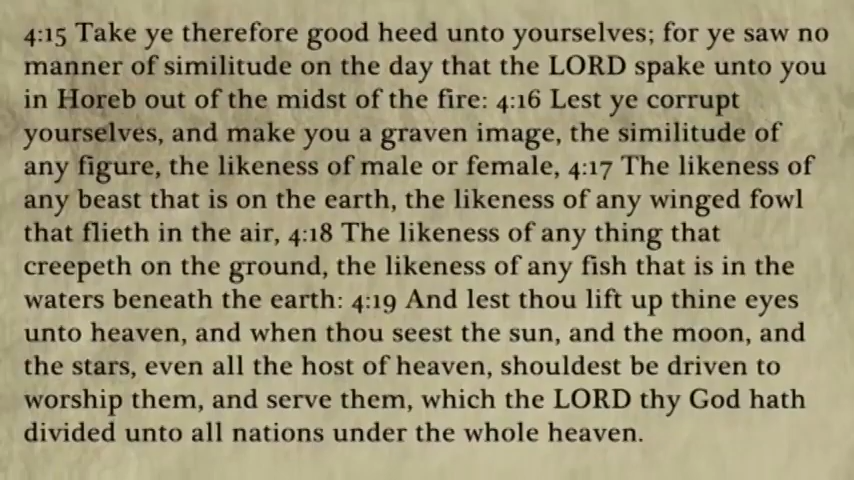 4:15 Take ye therefore good heed unto yourselves; for ye saw no
manner of similitude on the day that the LORD spake unto you
in Horeb out of the midst of the fire: 4:16 Lest ye corrupt
yourselves, and make you a graven image, the similitude of
any figure, the likeness of male or female, 4:17 The likeness of
any beast that is on the earth, the likeness of any winged fowl
that flieth in the air, 4:18 The likeness of any thing that
creepeth on the ground, the likeness of any fish that is in the
waters beneath the earth: 4:19 And lest thou lift up thine eyes
unto heaven, and when thou seest the sun, and the moon, and
the stars, even all the host of heaven, shouldest be driven to
worship them, and serve them, which the LORD thy God hath
divided unto all nations under the whole heaven.